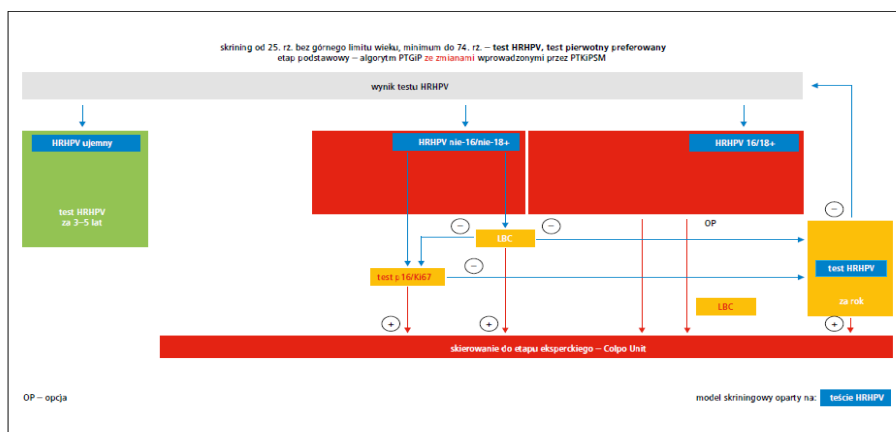 skrining od 25. rż. bez górnego limitu wieku, minimum do 74. rż. – test HRHPV, test pierwotny preferowany
etap podstawowy – algorytm PTGiP ze zmianami wprowadzonymi przez PTKiPSM
wynik testu HRHPV
HRHPV ujemny
HRHPV nie-16/nie-18+
HRHPV 16/18+
test HRHPV
za 3–5 lat
–
–
–
OP
LBC
test p16/Ki67
–
test HRHPV
LBC
za rok
+
+
+
skierowanie do etapu eksperckiego – Colpo Unit
OP – opcja
model skriningowy oparty na:
teście HRHPV